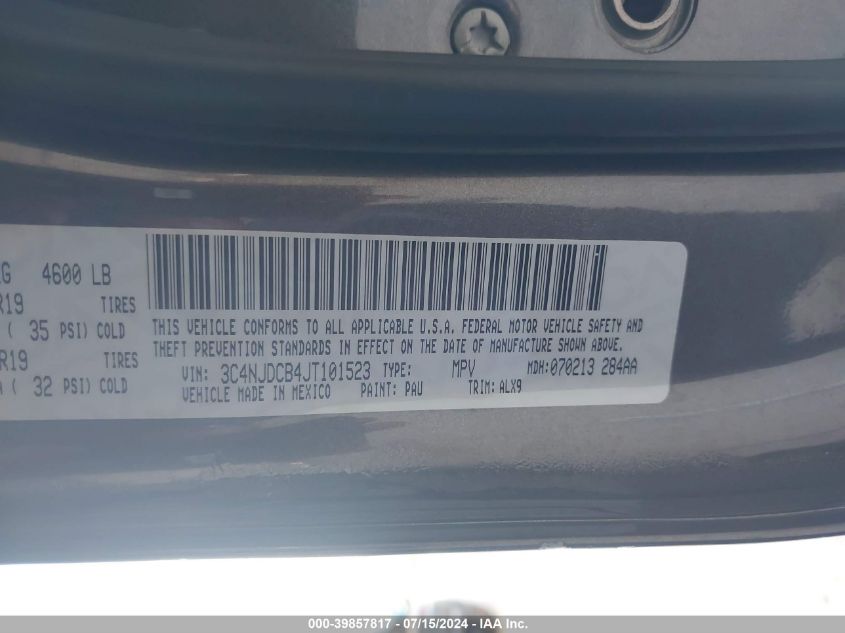 G 4600 LB
R19 TIRES
( 35 PSI) COLD
R19 TIRES
( 32 PSI) COLD
THIS VEHICLE CONFORMS TO ALL APPLICABLE U.S.A. FEDERAL MOTOR VEHICLE SAFETY AND
THEFT PREVENTION STANDARDS IN EFFECT ON THE DATE OF MANUFACTURE SHOWN ABOVE.
VIN: 3C4NJDCB4JT101523 TYPE: MPV MDH:070213 284AA
VEHICLE MADE IN MEXICO PAINT: PAU TRIM: ALX9
000-39857817 - 07/15/2024 - IAA Inc.